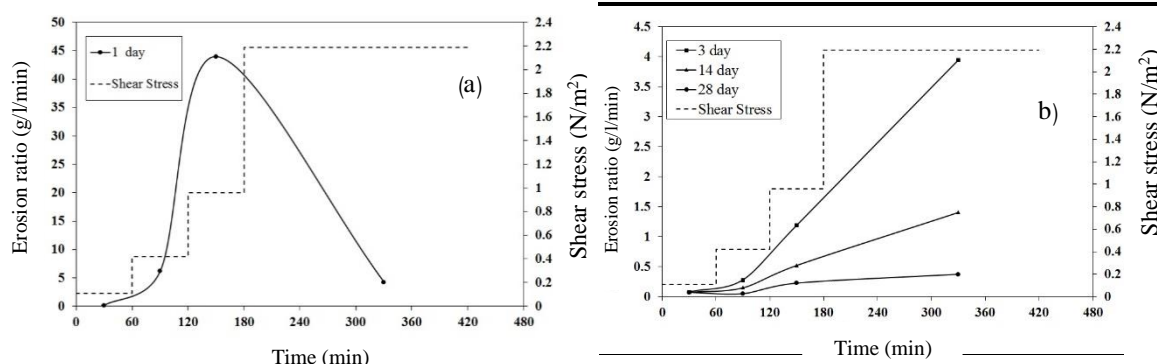 50
45
40
35
30
25
20
15
10
5
0
Erosion ratio (g/l/min)
1 day
Shear Stress
(a)
2.4
2.2
2
1.8
1.6
1.4
1.2
1
0.8
0.6
0.4
0.2
0
Shear stress (N/m²)
0 60 120 180 240 300 360 420 480
Time (min)
4.5
4
3.5
3
2.5
2
1.5
1
0.5
0
Erosion ratio (g/l/min)
3 day
14 day
28 day
Shear Stress
b)
2.4
2.2
2
1.8
1.6
1.4
1.2
1
0.8
0.6
0.4
0.2
0
Shear stress (N/m²)
0 60 120 180 240 300 360 420 480
Time (min)